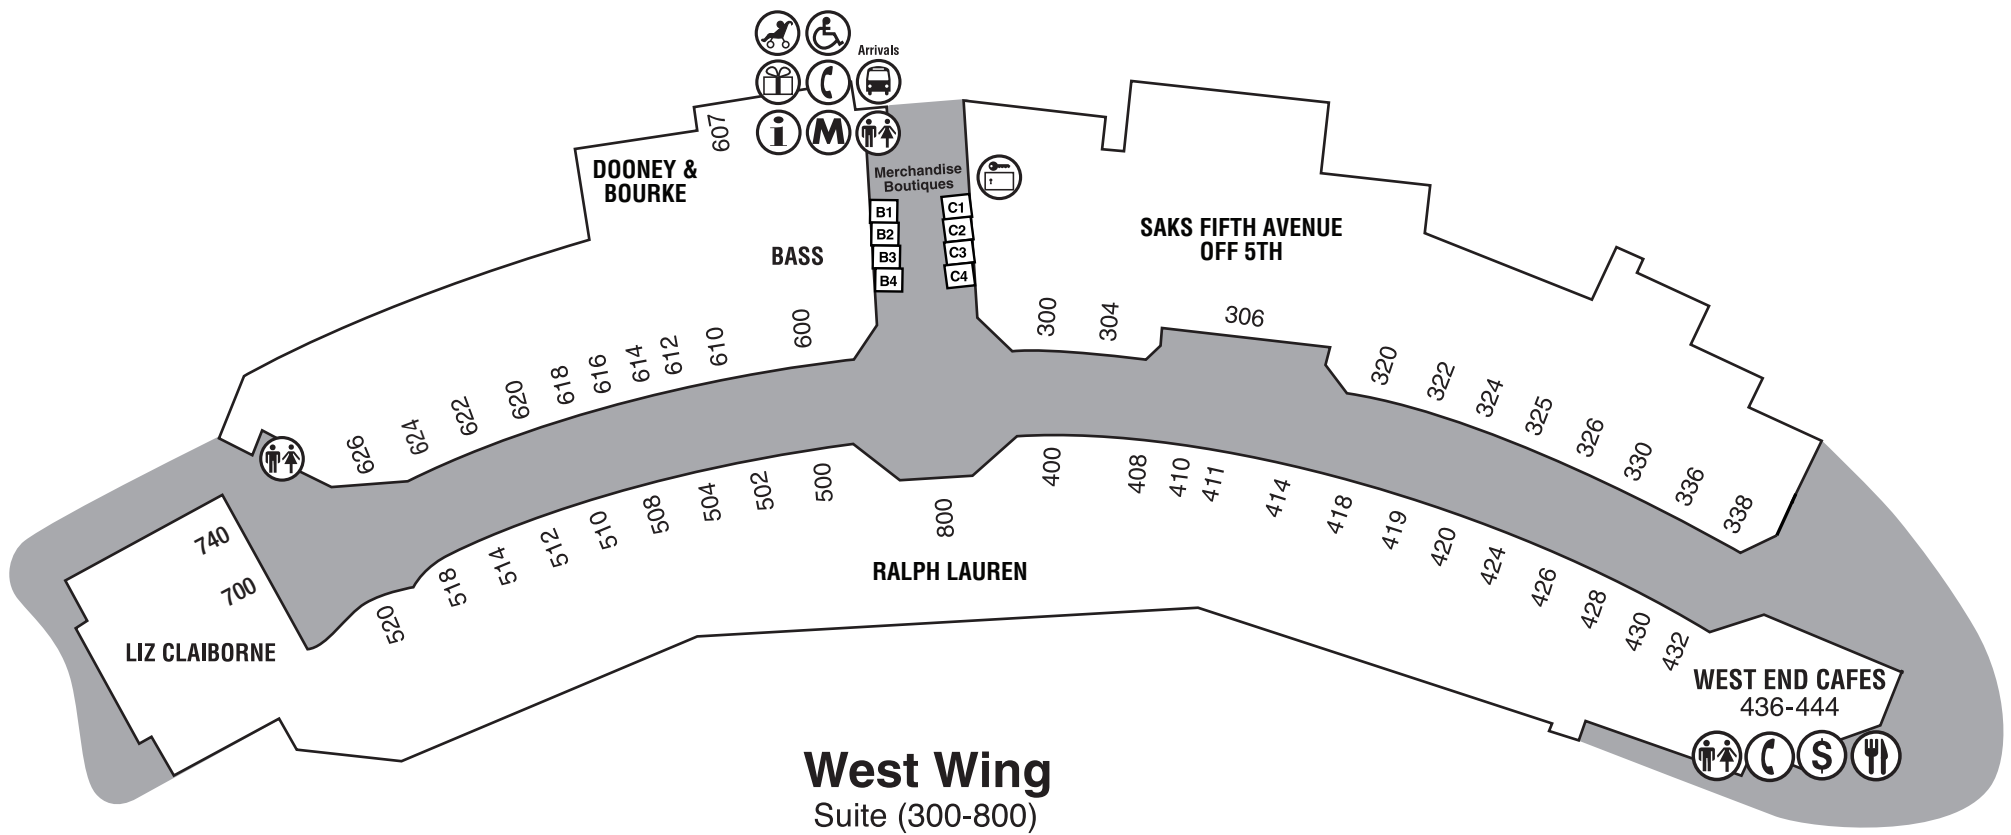 Arrivals
i
M
607
DOONEY &
BOURKE
Merchandise
Boutiques
B1
B2
B3
B4
C1
C2
C3
C4
BASS
SAKS FIFTH AVENUE
OFF 5TH
626
624
622
620
618
616
614
612
610
600
300
304
306
320
322
324
325
326
330
336
338
740
700
LIZ CLAIBORNE
520
518
514
512
510
508
504
502
500
800
RALPH LAUREN
400
408
410
411
414
418
419
420
424
426
428
430
432
WEST END CAFES
436-444
$
West Wing
Suite (300-800)